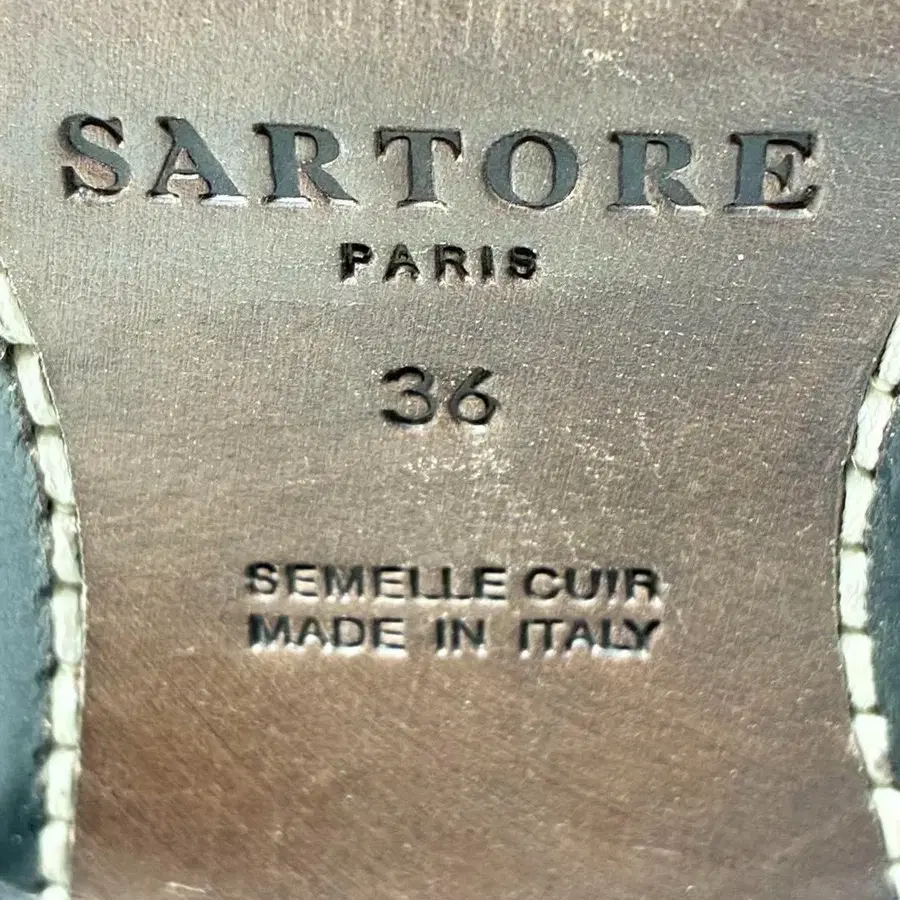 SARTORE
PARIS
36
SEMELLE CUIR
MADE IN ITALY